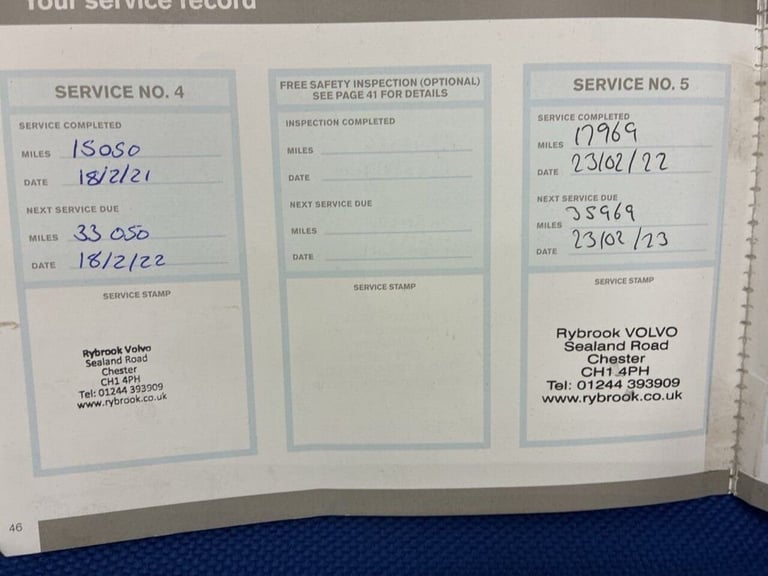 Your service record
SERVICE NO. 4
SERVICE COMPLETED
MILES 15050
DATE 18/2/21
NEXT SERVICE DUE
MILES 33 050
DATE 18/2/22
SERVICE STAMP
Rybrook Volvo
Sealand Road
Chester
CH1 4PH
Tel: 01244 393909
www.rybrook.co.uk
FREE SAFETY INSPECTION (OPTIONAL)
SEE PAGE 41 FOR DETAILS
INSPECTION COMPLETED
MILES
DATE
NEXT SERVICE DUE
MILES
DATE
SERVICE STAMP
SERVICE NO. 5
SERVICE COMPLETED
MILES 17969
DATE 23/02/22
NEXT SERVICE DUE
MILES 35969
DATE 23/02/23
SERVICE STAMP
Rybrook VOLVO
Sealand Road
Chester
CH1 4PH
Tel: 01244 393909
www.rybrook.co.uk
46